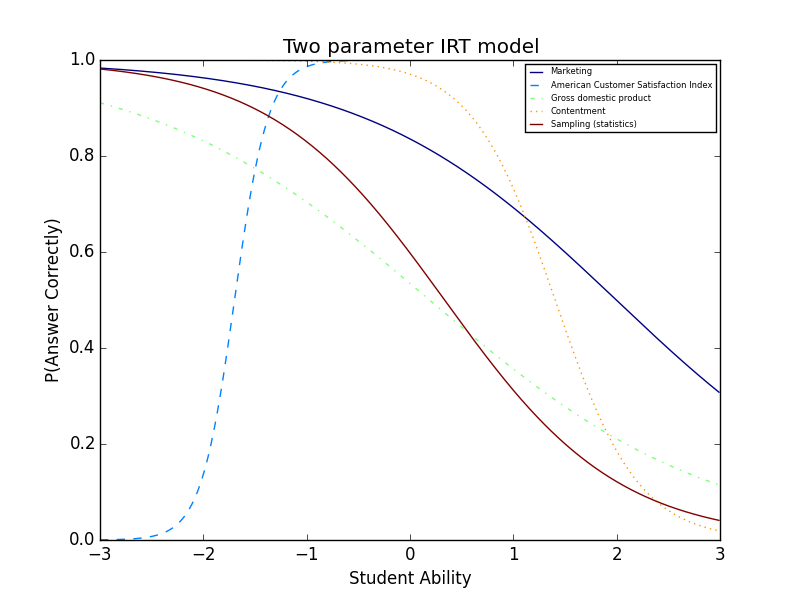 Two parameter IRT model
Marketing
American Customer Satisfaction Index
Gross domestic product
Contentment
Sampling (statistics)
1.0
0.8
0.6
0.4
0.2
0.0
P(Answer Correctly)
−3 −2 −1 0 1 2 3
Student Ability